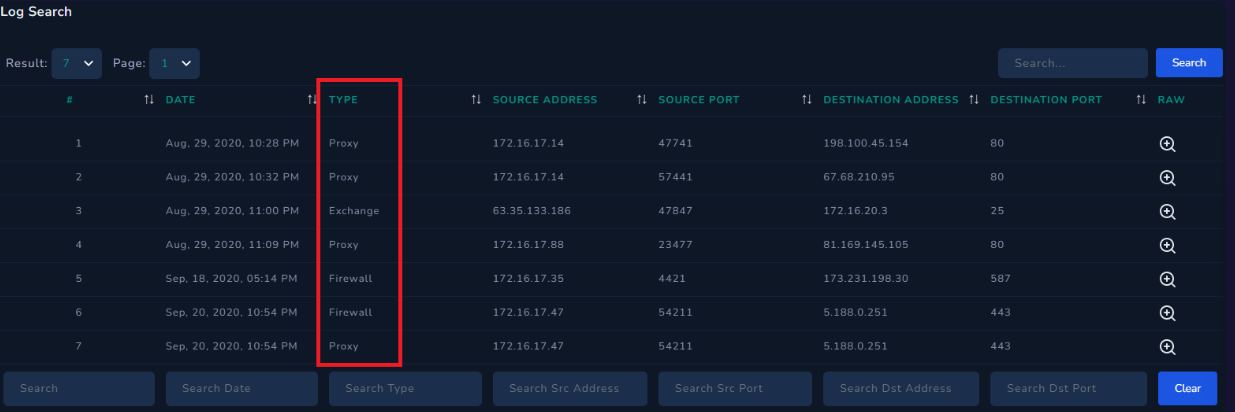 Log Search
Result: 7 Page: 1 Search... Search
# DATE TYPE SOURCE ADDRESS SOURCE PORT DESTINATION ADDRESS DESTINATION PORT RAW
1 Aug, 29, 2020, 10:28 PM Proxy 172.16.17.14 47741 198.100.45.154 80
2 Aug, 29, 2020, 10:32 PM Proxy 172.16.17.14 57441 67.68.210.95 80
3 Aug, 29, 2020, 11:00 PM Exchange 63.35.133.186 47847 172.16.20.3 25
4 Aug, 29, 2020, 11:09 PM Proxy 172.16.17.88 23477 81.169.145.105 80
5 Sep, 18, 2020, 05:14 PM Firewall 172.16.17.35 4421 173.231.198.30 587
6 Sep, 20, 2020, 10:54 PM Firewall 172.16.17.47 54211 5.188.0.251 443
7 Sep, 20, 2020, 10:54 PM Proxy 172.16.17.47 54211 5.188.0.251 443
Search Search Date Search Type Search Src Address Search Src Port Search Dst Address Search Dst Port Clear